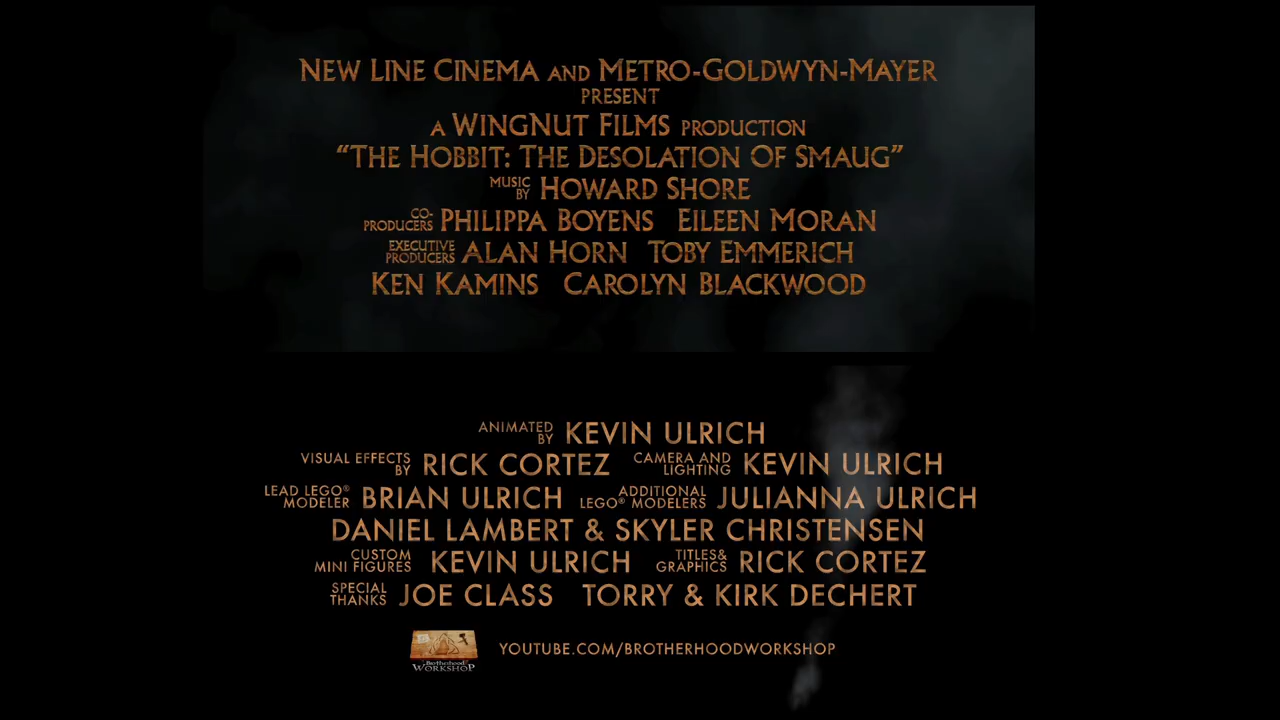 NEW LINE CINEMA AND METRO-GOLDWYN-MAYER
PRESENT
A WINGNUT FILMS PRODUCTION
“THE HOBBIT: THE DESOLATION OF SMAUG”
MUSIC BY HOWARD SHORE
CO-PRODUCERS PHILIPPA BOYENS EILEEN MORAN
EXECUTIVE PRODUCERS ALAN HORN TOBY EMMERICH
KEN KAMINS CAROLYN BLACKWOOD
ANIMATED BY KEVIN ULRICH
VISUAL EFFECTS BY RICK CORTEZ CAMERA AND LIGHTING KEVIN ULRICH
LEAD LEGO® MODELER BRIAN ULRICH ADDITIONAL LEGO® MODELERS JULIANNA ULRICH
DANIEL LAMBERT & SKYLER CHRISTENSEN
CUSTOM MINI FIGURES KEVIN ULRICH TITLES& GRAPHICS RICK CORTEZ
SPECIAL THANKS JOE CLASS TORRY & KIRK DECHERT
Brotherhood WORKSHOP YOUTUBE.COM/BROTHERHOODWORKSHOP